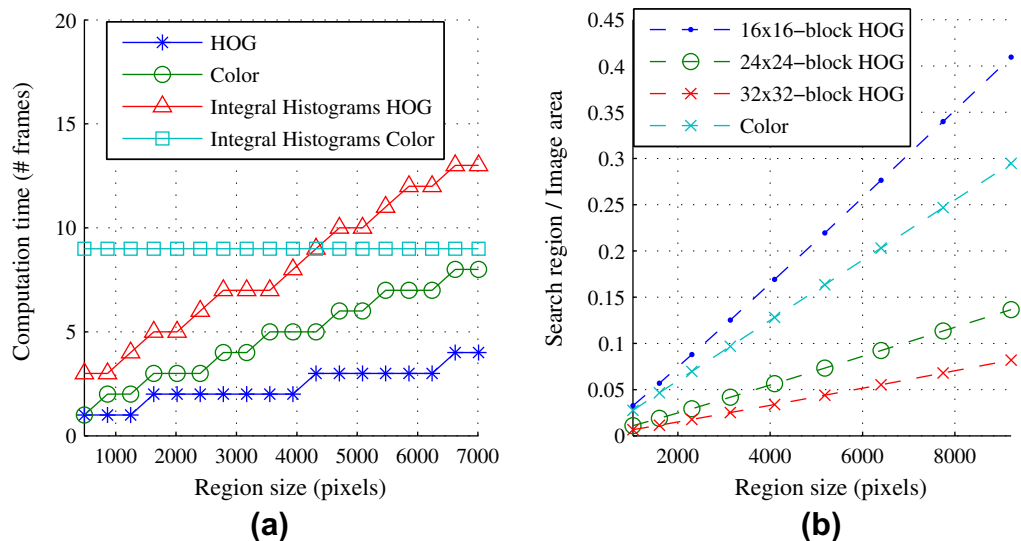 20
15
10
5
0
Computation time (# frames)
HOG
Color
Integral Histograms HOG
Integral Histograms Color
1000 2000 3000 4000 5000 6000 7000
Region size (pixels)
(a)
0.45
0.4
0.35
0.3
0.25
0.2
0.15
0.1
0.05
0
Search region / Image area
16x16−block HOG
24x24−block HOG
32x32−block HOG
Color
2000 4000 6000 8000
Region size (pixels)
(b)